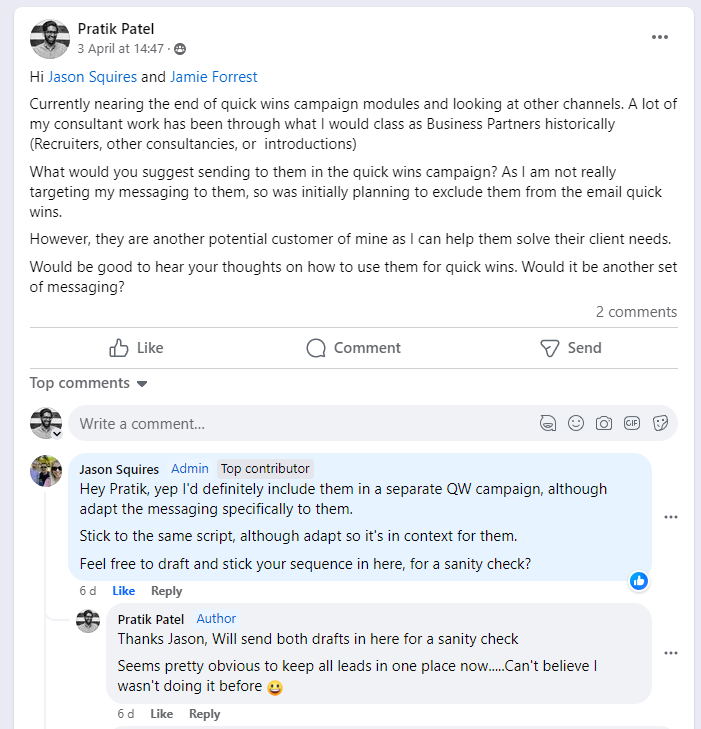 Pratik Patel
3 April at 14:47 ·
Hi Jason Squires and Jamie Forrest
Currently nearing the end of quick wins campaign modules and looking at other channels. A lot of
my consultant work has been through what I would class as Business Partners historically
(Recruiters, other consultancies, or introductions)
What would you suggest sending to them in the quick wins campaign? As I am not really
targeting my messaging to them, so was initially planning to exclude them from the email quick
wins.
However, they are another potential customer of mine as I can help them solve their client needs.
Would be good to hear your thoughts on how to use them for quick wins. Would it be another set
of messaging?
2 comments
Like Comment Send
Top comments
Write a comment... GIF
Jason Squires Admin Top contributor
Hey Pratik, yep I'd definitely include them in a separate QW campaign, although
adapt the messaging specifically to them.
Stick to the same script, although adapt so it's in context for them.
Feel free to draft and stick your sequence in here, for a sanity check?
6 d Like Reply
Pratik Patel Author
Thanks Jason, Will send both drafts in here for a sanity check
Seems pretty obvious to keep all leads in one place now.....Can't believe I
wasn't doing it before 😀
6 d Like Reply